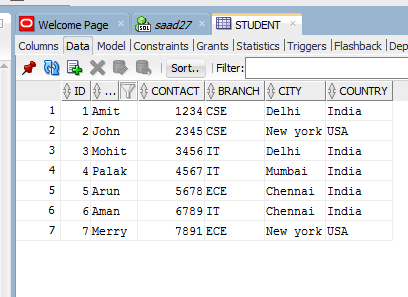 Welcome Page saad27 STUDENT
Columns Data Model Constraints Grants Statistics Triggers Flashback Dep
Sort.. Filter:
ID ... CONTACT BRANCH CITY COUNTRY
1 1 Amit 1234 CSE Delhi India
2 2 John 2345 CSE New york USA
3 3 Mohit 3456 IT Delhi India
4 4 Palak 4567 IT Mumbai India
5 5 Arun 5678 ECE Chennai India
6 6 Aman 6789 IT Chennai India
7 7 Merry 7891 ECE New york USA